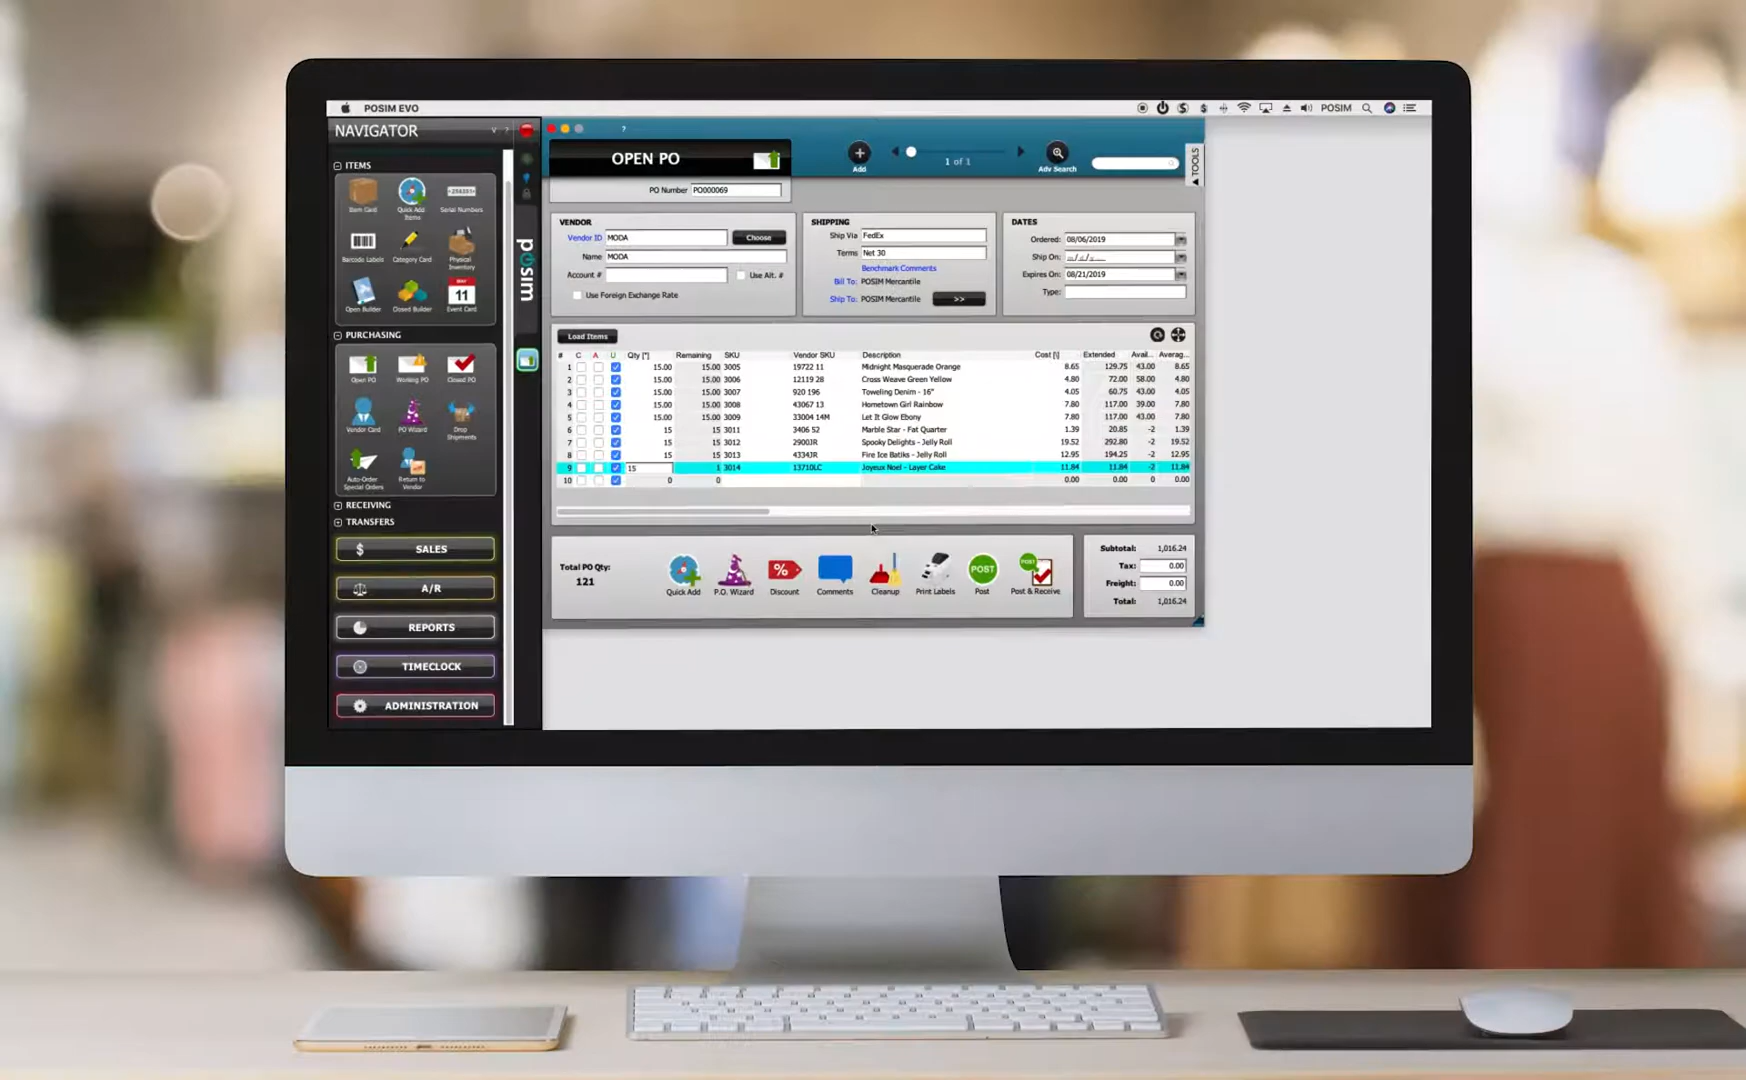 POSIM EVO
POSIM
NAVIGATOR
ITEMS
Item Card
Quick Add Items
Serial Numbers
Barcode Labels
Category Card
Physical Inventory
Open Builder
Closed Builder
11
Event Card
PURCHASING
Open PO
Working PO
Closed PO
Vendor Card
PO Wizard
Drop Shipments
Auto-Order Special Orders
Return to Vendor
RECEIVING
TRANSFERS
$ SALES
A/R
REPORTS
TIMECLOCK
ADMINISTRATION
posim
?
OPEN PO
Add
1 of 1
Adv Search
TOOLS
PO Number PO000069
VENDOR
Vendor ID MODA Choose
Name MODA
Account # Use Alt. #
Use Foreign Exchange Rate
SHIPPING
Ship Via FedEx
Terms Net 30
Benchmark Comments
Bill To: POSIM Mercantile
Ship To: POSIM Mercantile >>
DATES
Ordered: 08/06/2019
Ship On: __/__/____
Expires On: 08/21/2019
Type:
Load Items
# C A U Qty [*] Remaining SKU Vendor SKU Description Cost [\] Extended Avail... Averag...
1 15.00 15.00 3005 19722 11 Midnight Masquerade Orange 8.65 129.75 43.00 8.65
2 15.00 15.00 3006 12119 28 Cross Weave Green Yellow 4.80 72.00 58.00 4.80
3 15.00 15.00 3007 920 196 Toweling Denim - 16" 4.05 60.75 43.00 4.05
4 15.00 15.00 3008 43067 13 Hometown Girl Rainbow 7.80 117.00 39.00 7.80
5 15.00 15.00 3009 33004 14M Let It Glow Ebony 7.80 117.00 43.00 7.80
6 15 15 3011 3406 52 Marble Star - Fat Quarter 1.39 20.85 -2 1.39
7 15 15 3012 2900JR Spooky Delights - Jelly Roll 19.52 292.80 -2 19.52
8 15 15 3013 4334JR Fire Ice Batiks - Jelly Roll 12.95 194.25 -2 12.95
9 15 1 3014 13710LC Joyeux Noel - Layer Cake 11.84 11.84 -2 11.84
10 0 0 0.00 0.00 0 0.00
Total PO Qty:
121
Quick Add
P.O. Wizard
%
Discount
Comments
Cleanup
Print Labels
POST
Post
POST
Post & Receive
Subtotal: 1,016.24
Tax: 0.00
Freight: 0.00
Total: 1,016.24